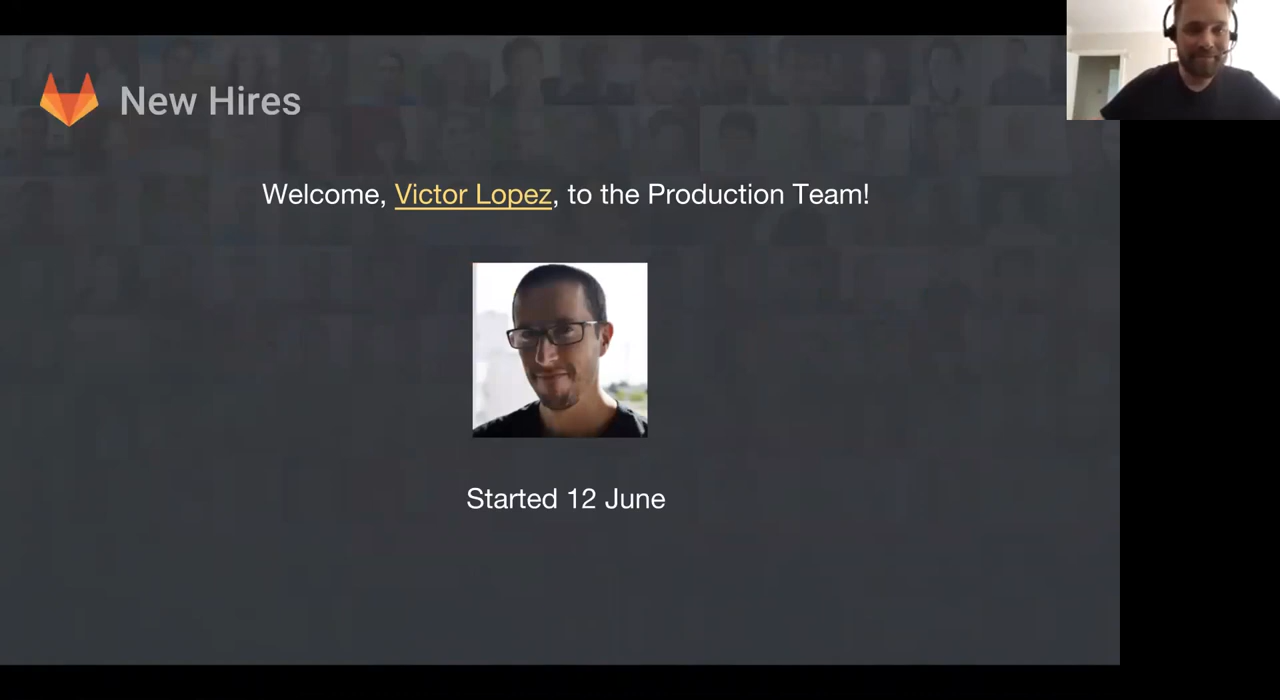 New Hires
Welcome, Victor Lopez, to the Production Team!
Started 12 June